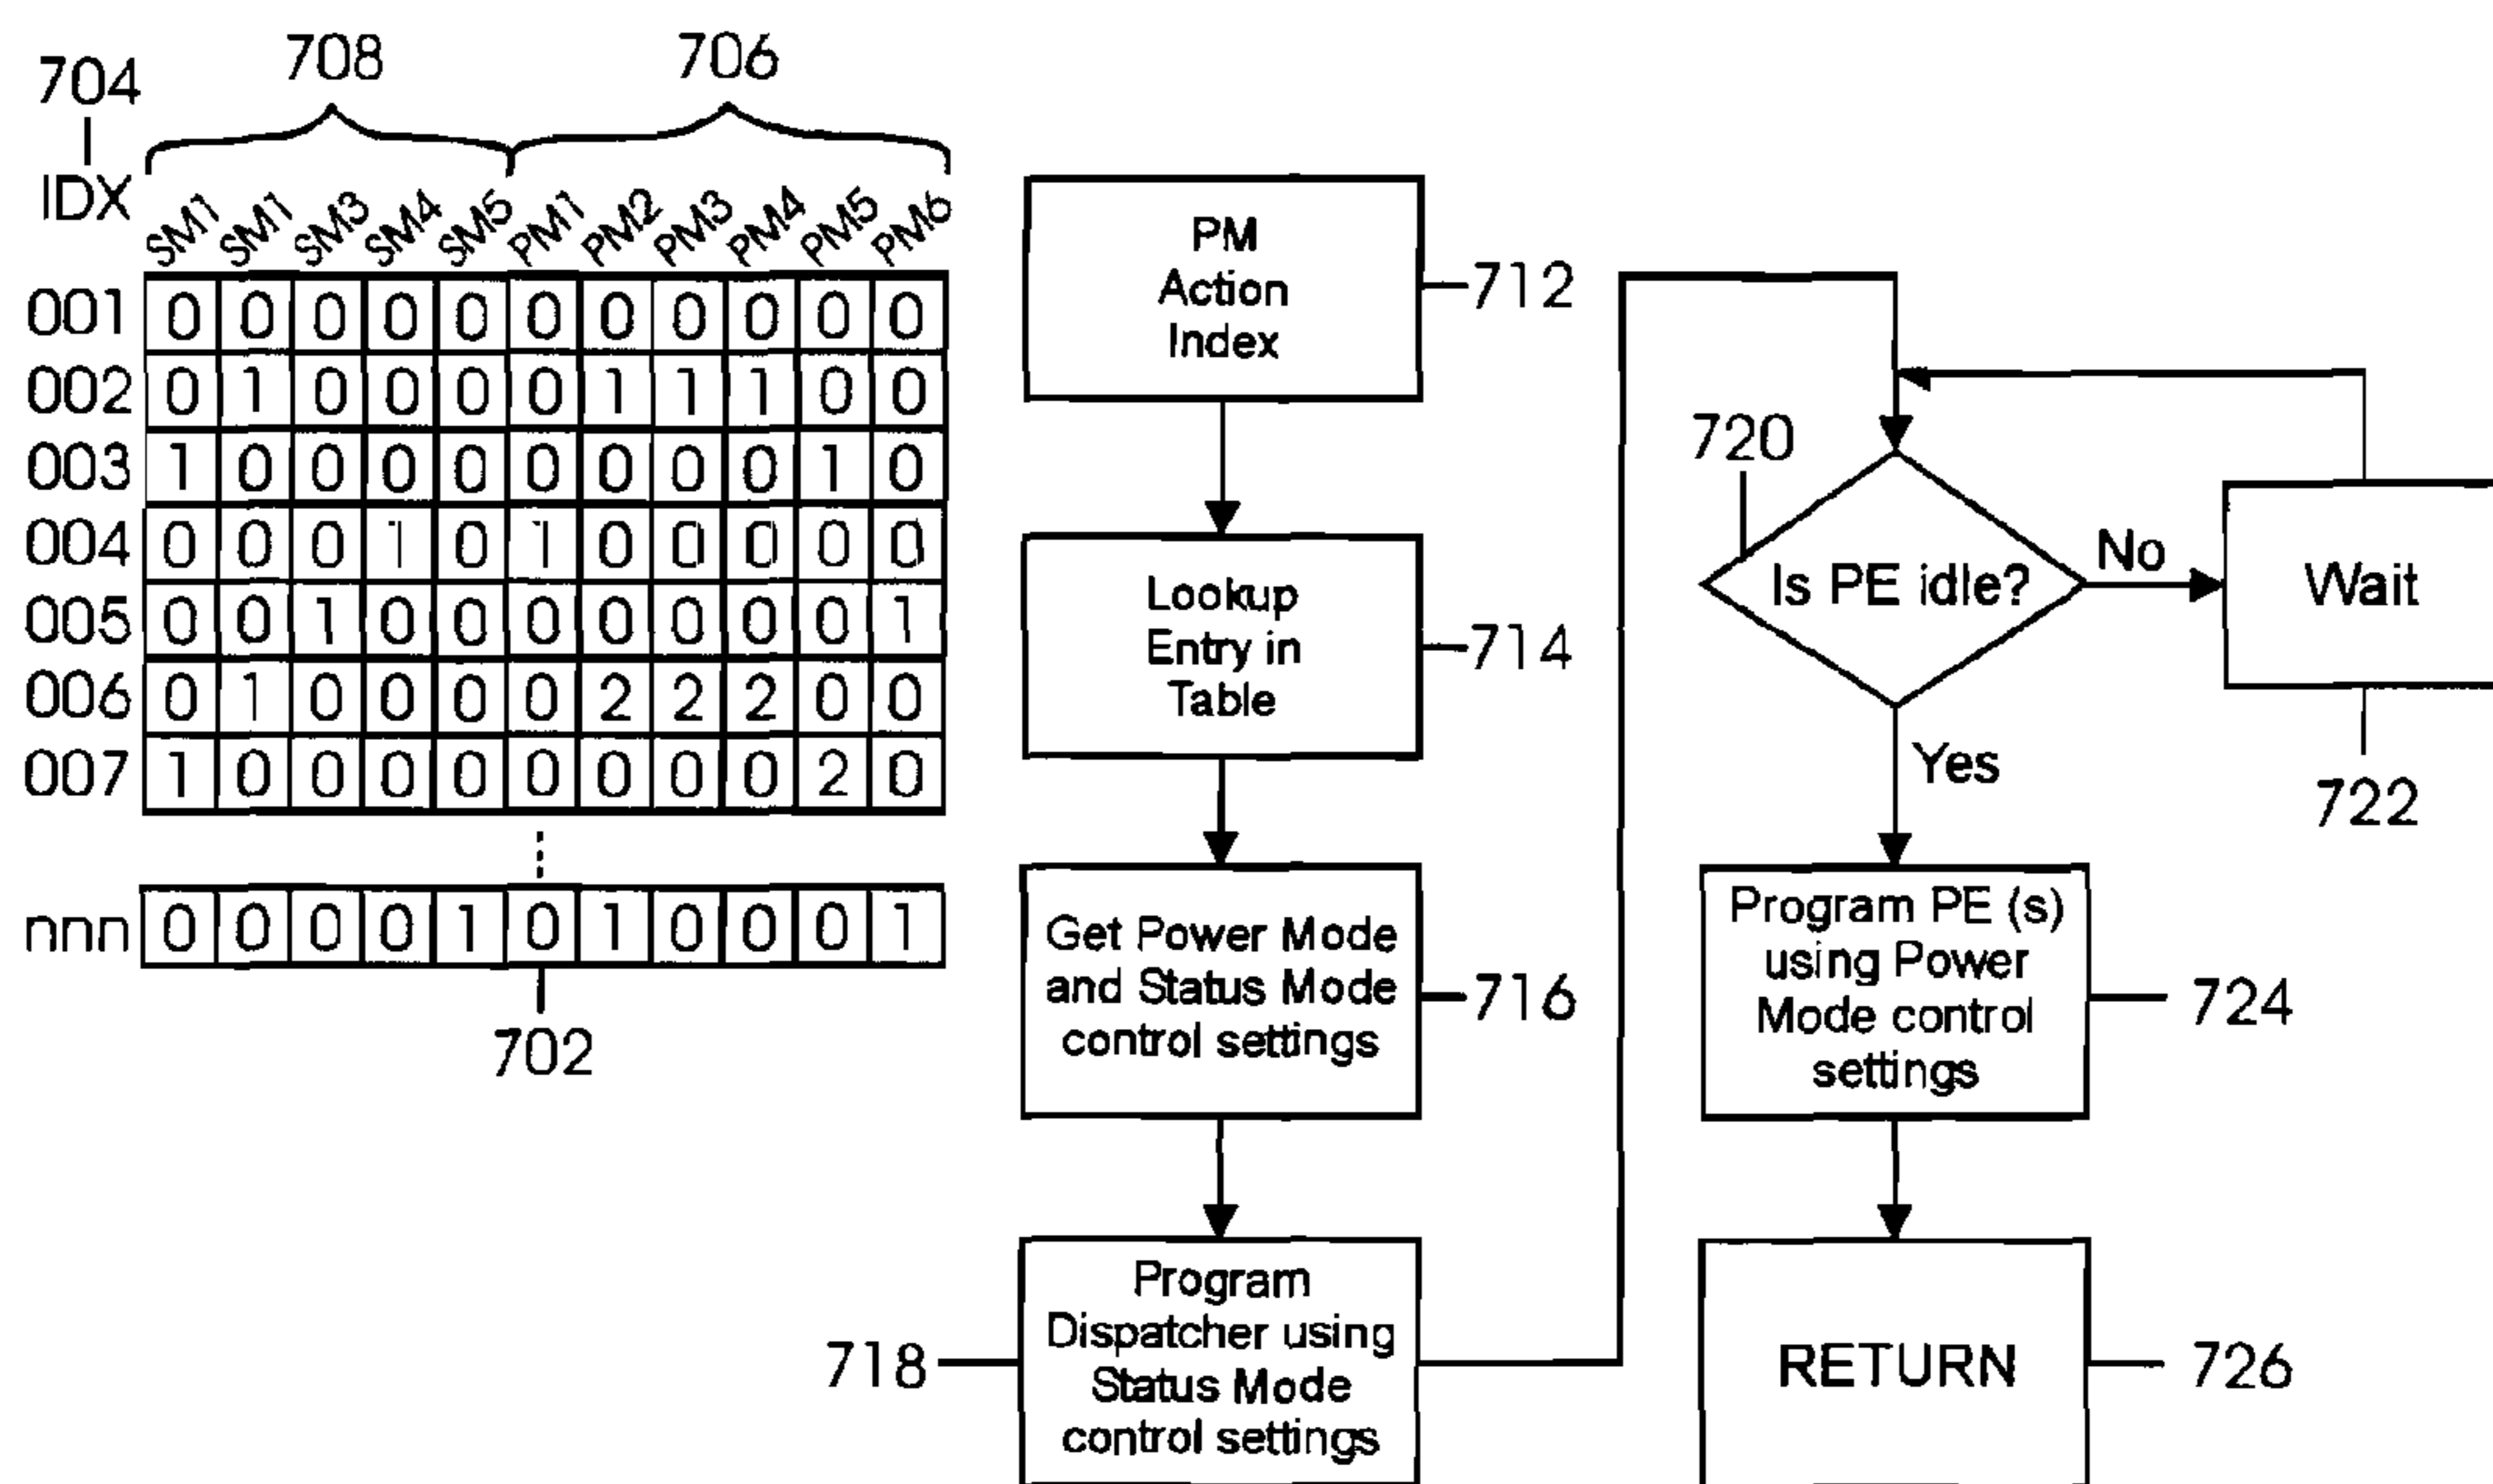 704
708
706
IDX
SM1 SM1 SM3 SM4 SM5 PM1 PM2 PM3 PM4 PM5 PM6
001 0 0 0 0 0 0 0 0 0 0 0
002 0 1 0 0 0 0 1 1 1 0 0
003 1 0 0 0 0 0 0 0 0 1 0
004 0 0 0 1 0 1 0 0 0 0 0
005 0 0 1 0 0 0 0 0 0 0 1
006 0 1 0 0 0 0 2 2 2 0 0
007 1 0 0 0 0 0 0 0 0 2 0
nnn 0 0 0 0 1 0 1 0 0 0 1
702
PM
Action
Index
712
Lookup
Entry in
Table
714
Get Power Mode
and Status Mode
control settings
716
Program
Dispatcher using
Status Mode
control settings
718
720
Is PE idle?
No
Wait
722
Yes
Program PE (s)
using Power
Mode control
settings
724
RETURN
726